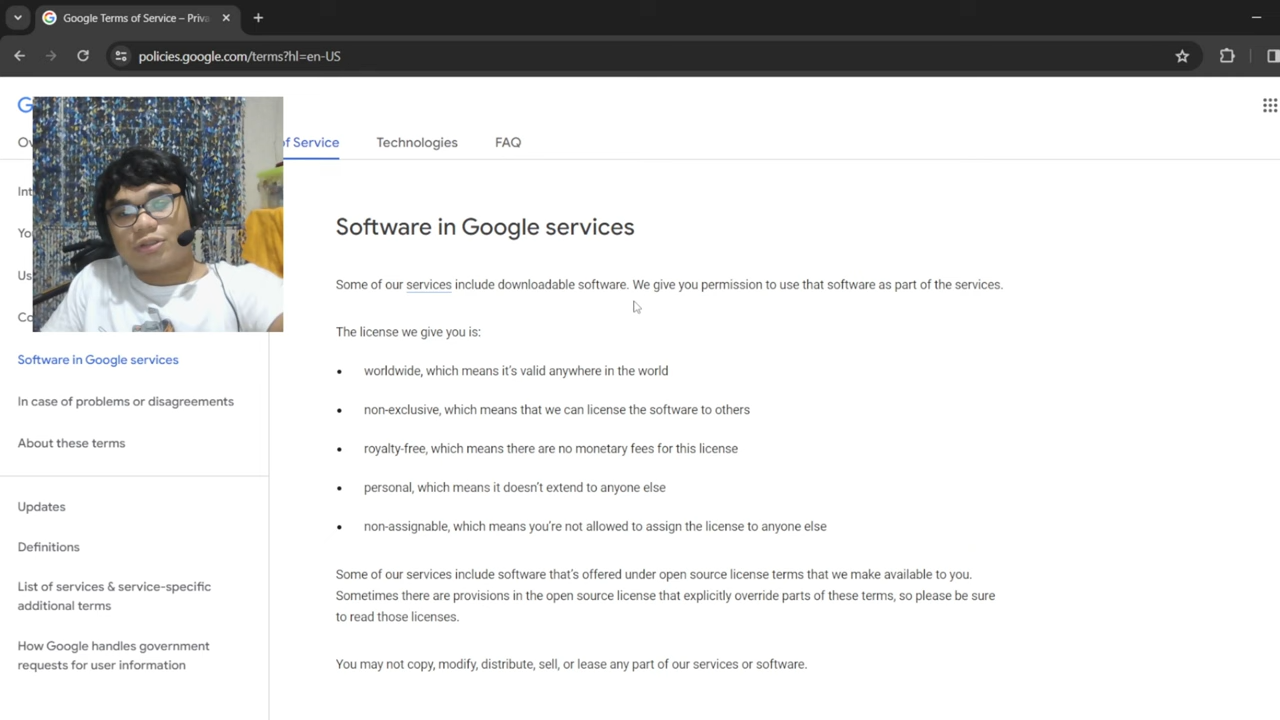 Google Terms of Service – Priva
policies.google.com/terms?hl=en-US
of Service
Technologies
FAQ
Software in Google services
In case of problems or disagreements
About these terms
Updates
Definitions
List of services & service-specific
additional terms
How Google handles government
requests for user information
Software in Google services
Some of our services include downloadable software. We give you permission to use that software as part of the services.
The license we give you is:
• worldwide, which means it's valid anywhere in the world
• non-exclusive, which means that we can license the software to others
• royalty-free, which means there are no monetary fees for this license
• personal, which means it doesn't extend to anyone else
• non-assignable, which means you're not allowed to assign the license to anyone else
Some of our services include software that's offered under open source license terms that we make available to you.
Sometimes there are provisions in the open source license that explicitly override parts of these terms, so please be sure
to read those licenses.
You may not copy, modify, distribute, sell, or lease any part of our services or software.